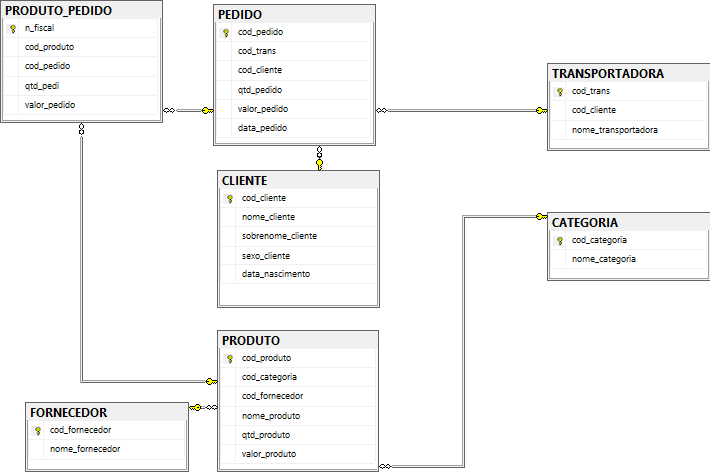 PRODUTO_PEDIDO
n_fiscal
cod_produto
cod_pedido
qtd_pedi
valor_pedido
PEDIDO
cod_pedido
cod_trans
cod_cliente
qtd_pedido
valor_pedido
data_pedido
TRANSPORTADORA
cod_trans
cod_cliente
nome_transportadora
CLIENTE
cod_cliente
nome_cliente
sobrenome_cliente
sexo_cliente
data_nascimento
CATEGORIA
cod_categoria
nome_categoria
PRODUTO
cod_produto
cod_categoria
cod_fornecedor
nome_produto
qtd_produto
valor_produto
FORNECEDOR
cod_fornecedor
nome_fornecedor